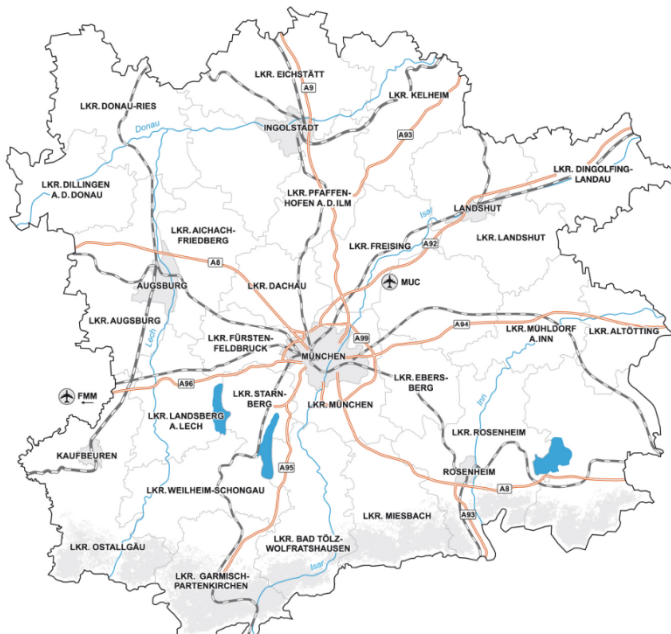 LKR. EICHSTÄTT
A9
LKR. DONAU-RIES
LKR. KELHEIM
Donau
INGOLSTADT
A93
LKR. DILLINGEN
A. D. DONAU
LKR. PFAFFEN-
HOFEN A. D. ILM
LKR. DINGOLFING-
LANDAU
LANDSHUT
Isar
LKR. AICHACH-
FRIEDBERG
LKR. FREISING
A92
LKR. LANDSHUT
A8
LKR. DACHAU
MUC
AUGSBURG
LKR. AUGSBURG
Lech
LKR. FÜRSTEN-
FELDBRUCK
A99
A94
LKR. MÜHLDORF
A. INN
LKR. ALTÖTTING
MÜNCHEN
A96
FMM
LKR. STARN-
BERG
LKR. EBERS-
BERG
LKR. MÜNCHEN
Inn
LKR. LANDSBERG
A. LECH
LKR. ROSENHEIM
KAUFBEUREN
A95
ROSENHEIM
A8
LKR. WEILHEIM-SCHONGAU
LKR. MIESBACH
A93
LKR. OSTALLGÄU
LKR. BAD TÖLZ-
WOLFRATSHAUSEN
Isar
LKR. GARMISCH-
PARTENKIRCHEN